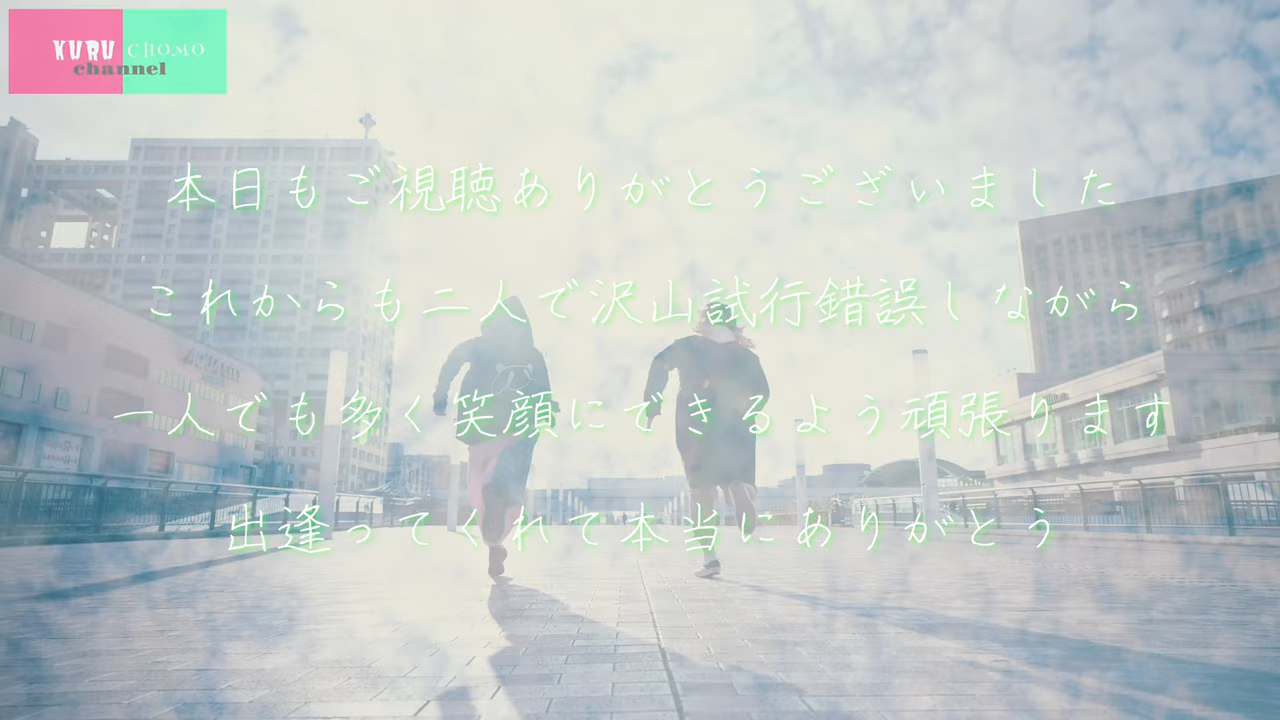 KURU CHOMO
channel
本日もご視聴ありがとうございました
これからも二人で沢山試行錯誤しながら
一人でも多く笑顔にできるよう頑張ります
出逢ってくれて本当にありがとう